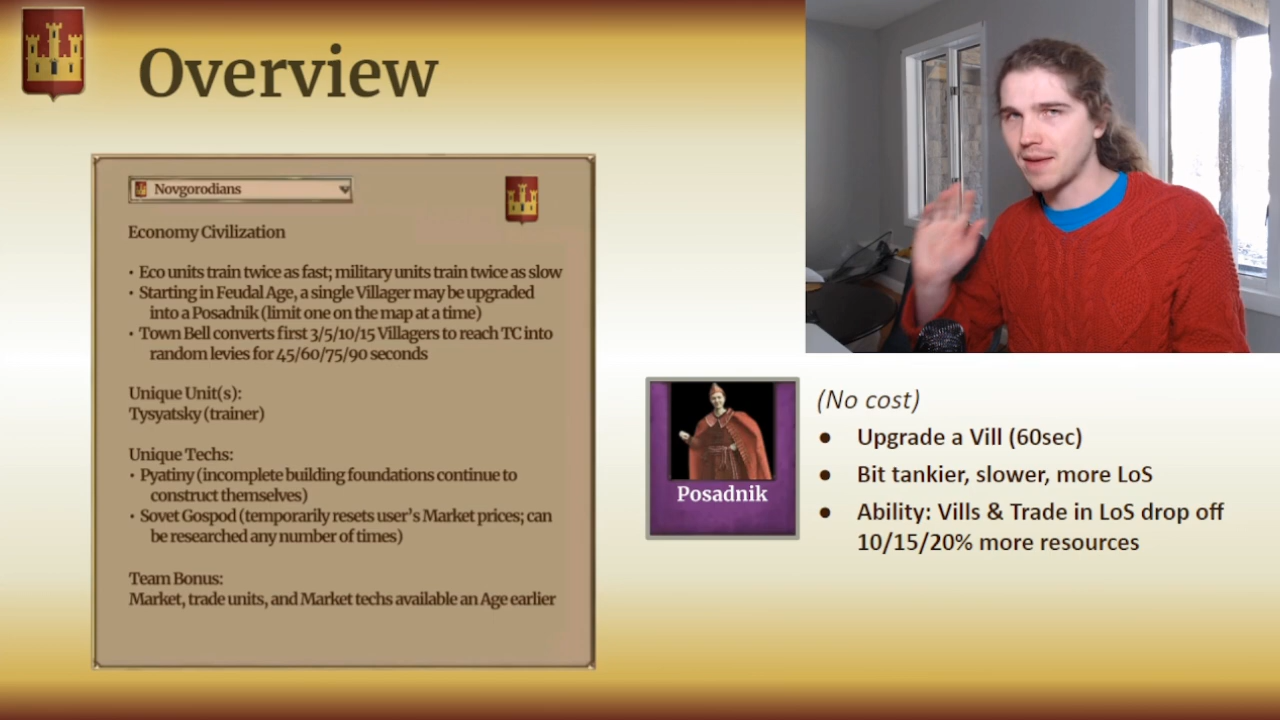 Overview
Novgorodians
Economy Civilization
• Eco units train twice as fast; military units train twice as slow
• Starting in Feudal Age, a single Villager may be upgraded
into a Posadnik (limit one on the map at a time)
• Town Bell converts first 3/5/10/15 Villagers to reach TC into
random levies for 45/60/75/90 seconds
Unique Unit(s):
Tysyatsky (trainer)
Unique Techs:
• Pyatiny (incomplete building foundations continue to
construct themselves)
• Sovet Gospod (temporarily resets user's Market prices; can
be researched any number of times)
Team Bonus:
Market, trade units, and Market techs available an Age earlier
Posadnik
(No cost)
● Upgrade a Vill (60sec)
● Bit tankier, slower, more LoS
● Ability: Vills & Trade in LoS drop off
10/15/20% more resources